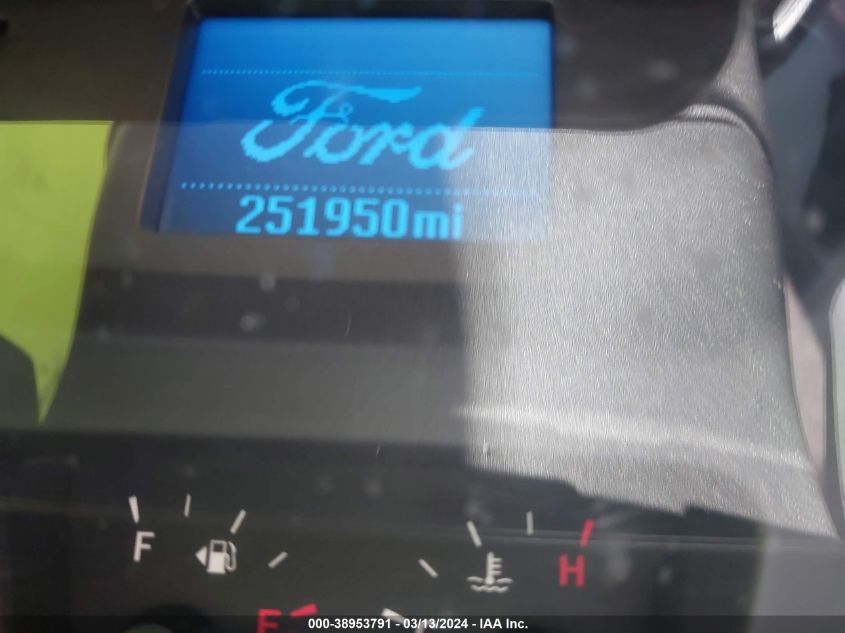 Ford
251950mi
F
H
E
000-38953791 - 03/13/2024 - IAA Inc.